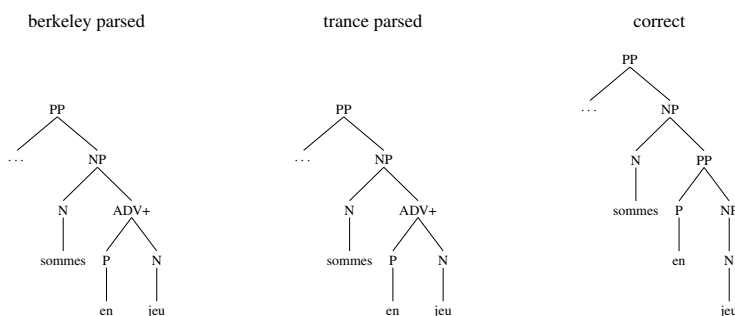 berkeley parsed trance parsed correct
PP
PP PP ... NP
... NP ... NP N PP
N ADV+ N ADV+ sommes P NP
sommes P N sommes P N en N
en jeu en jeu jeu